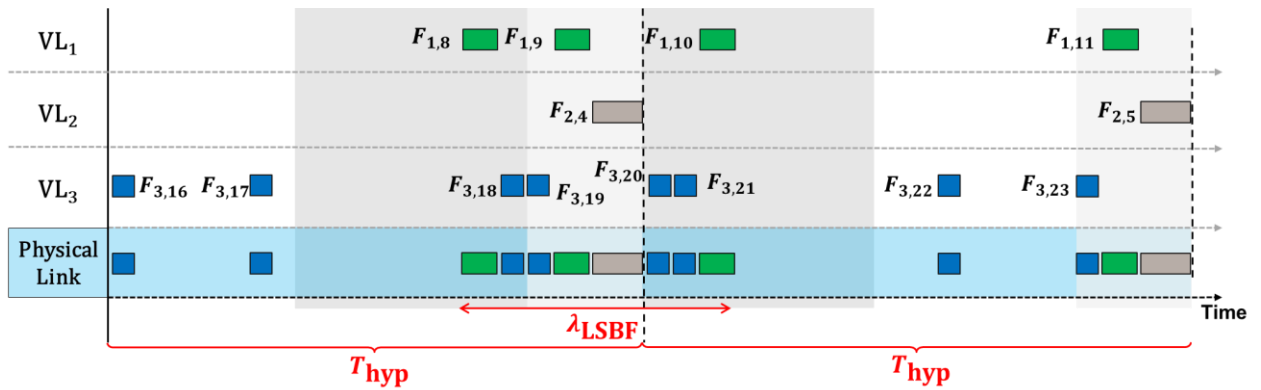 VL₁ F₁,₈ F₁,₉ F₁,₁₀ F₁,₁₁
VL₂ F₂,₄ F₂,₅
VL₃ F₃,₁₆ F₃,₁₇ F₃,₁₈ F₃,₁₉ F₃,₂₀ F₃,₂₁ F₃,₂₂ F₃,₂₃
Physical
Link
λLSBF
Time
Thyp Thyp